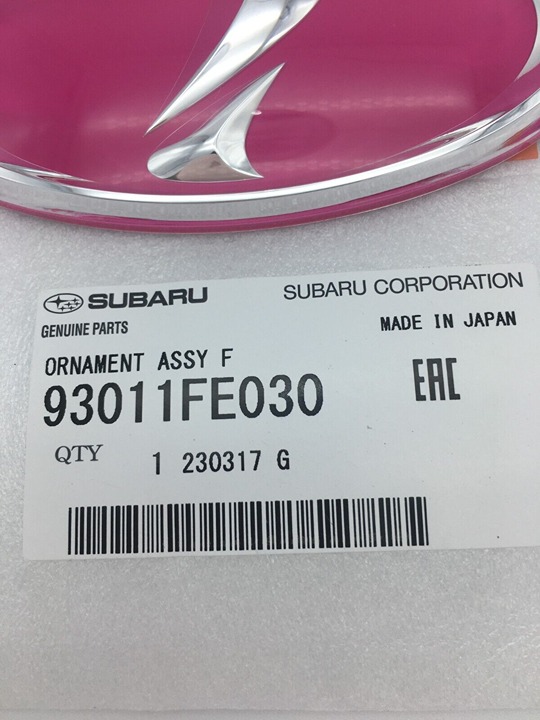 SUBARU
SUBARU CORPORATION
GENUINE PARTS
MADE IN JAPAN
ORNAMENT ASSY F
93011FE030
EAC
QTY 1 230317 G